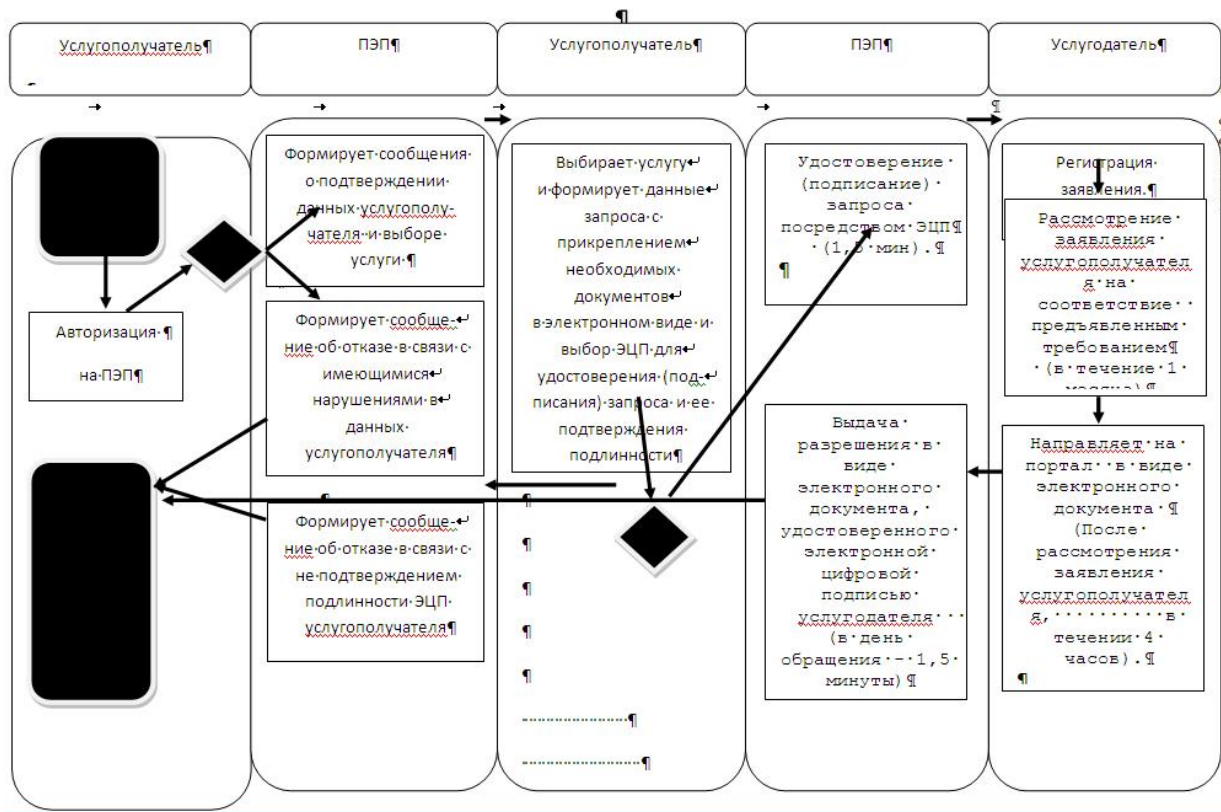 Услугополучатель
ПЭП
Услугополучатель
ПЭП
Услугодатель
Авторизация
на ПЭП
Формирует сообщения
о подтверждении
данных услугополу-
чателя и выборе
услуги
Формирует сообще-
ние об отказе в связи с
имеющимися
нарушениями в
данных
услугополучателя
Формирует сообще-
ние об отказе в связи с
не подтверждением
подлинности ЭЦП
услугополучателя
Выбирает услугу
и формирует данные
запроса с
прикреплением
необходимых
документов
в электронном виде и
выбор ЭЦП для
удостоверения (под-
писания) запроса и ее
подтверждения
подлинности
Удостоверение
(подписание)
запроса
посредством ЭЦП
(1,5 мин).
Выдача
разрешения в
виде
электронного
документа,
удостоверенного
электронной
цифровой
подписью
услугодателя
(в день
обращения – 1,5
минуты)
Регистрация
заявления.
Рассмотрение
заявления
услугополучател
я на
соответствие
предъявленным
требованием
(в течение 1
месяца)
Направляет на
портал в виде
электронного
документа
(После
рассмотрения
заявления
услугополучател
я, в
течении 4
часов).